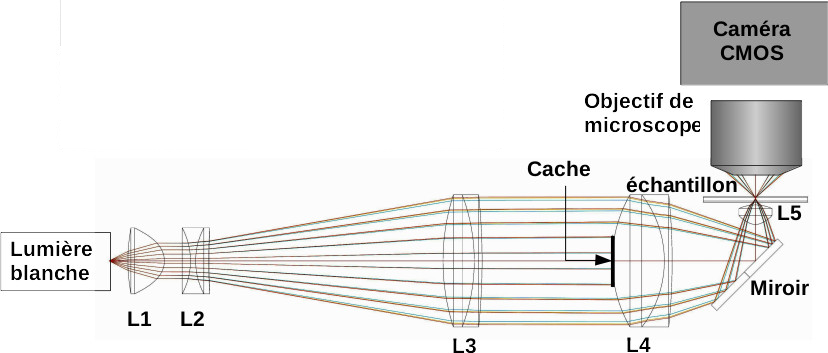 Caméra
CMOS
Objectif de
microscope
Cache
échantillon
L5
Lumière
blanche
Miroir
L1
L2
L3
L4